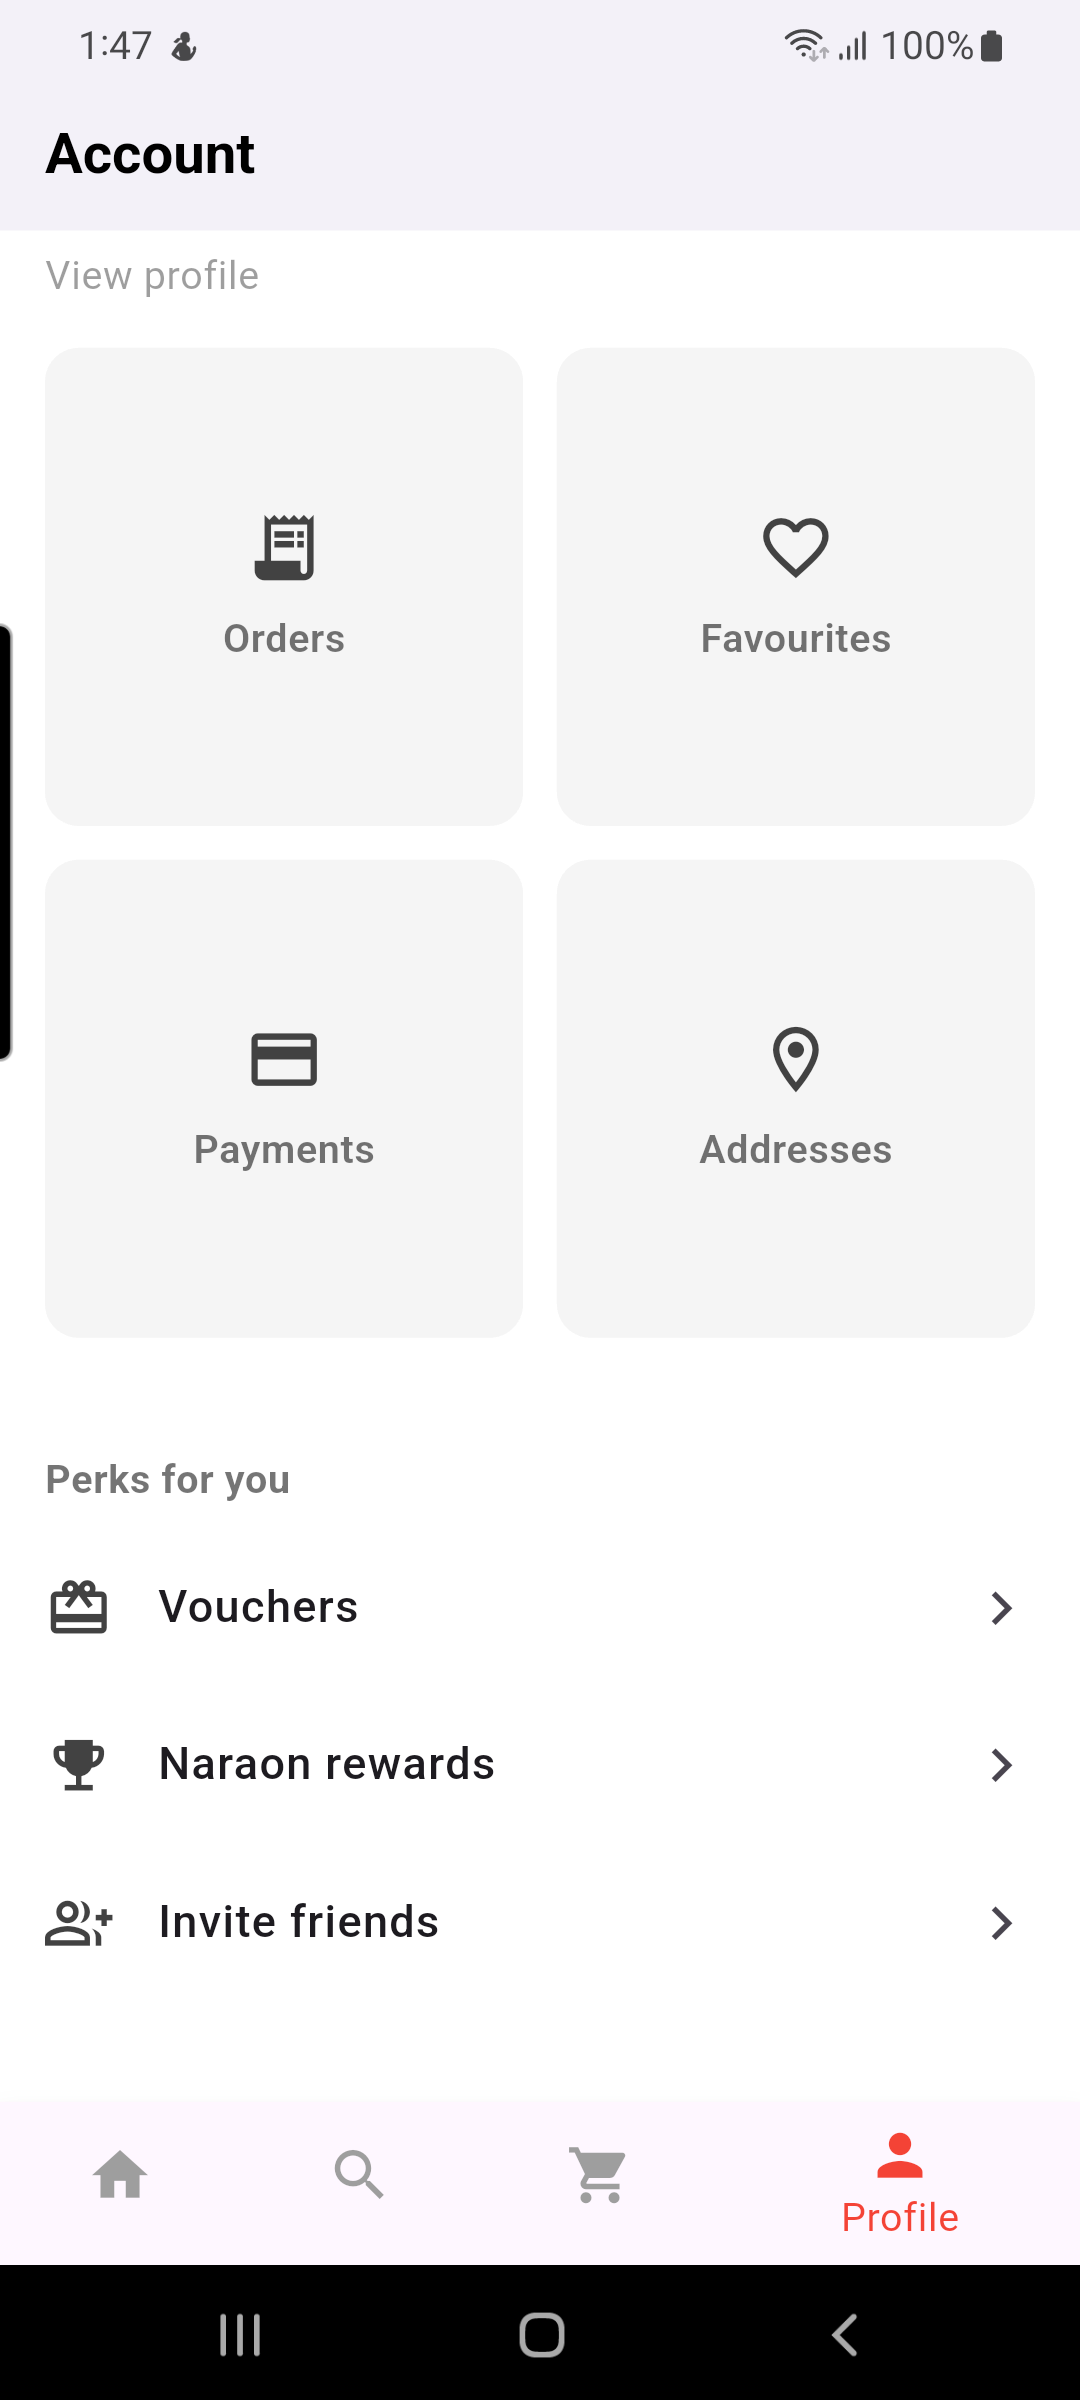 1:47 100%
Account
View profile
Orders
Favourites
Payments
Addresses
Perks for you
Vouchers
Naraon rewards
Invite friends
Profile